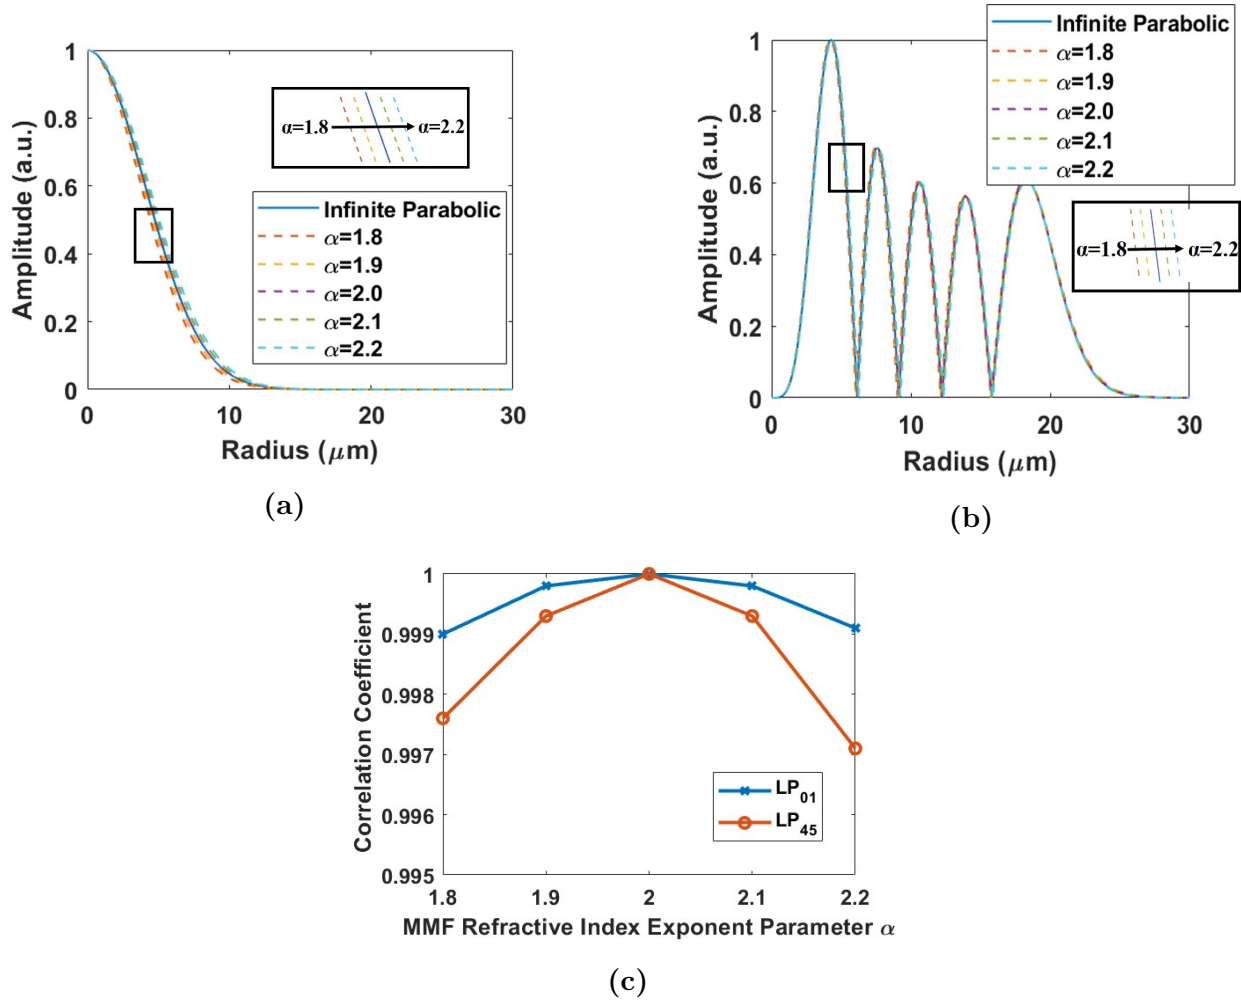 1
0.8
0.6
0.4
0.2
0
0
10
20
30
Amplitude (a.u.)
Radius (μm)
α=1.8
α=2.2
Infinite Parabolic
α=1.8
α=1.9
α=2.0
α=2.1
α=2.2
(a)
1
0.8
0.6
0.4
0.2
0
0
5
10
15
20
30
Amplitude (a.u.)
Radius (μm)
Infinite Parabolic
α=1.8
α=1.9
α=2.0
α=2.1
α=2.2
α=1.8
α=2.2
(b)
1
0.999
0.998
0.997
0.996
0.995
1.8
1.9
2
2.1
2.2
Correlation Coefficient
MMF Refractive Index Exponent Parameter α
LP01
LP45
(c)